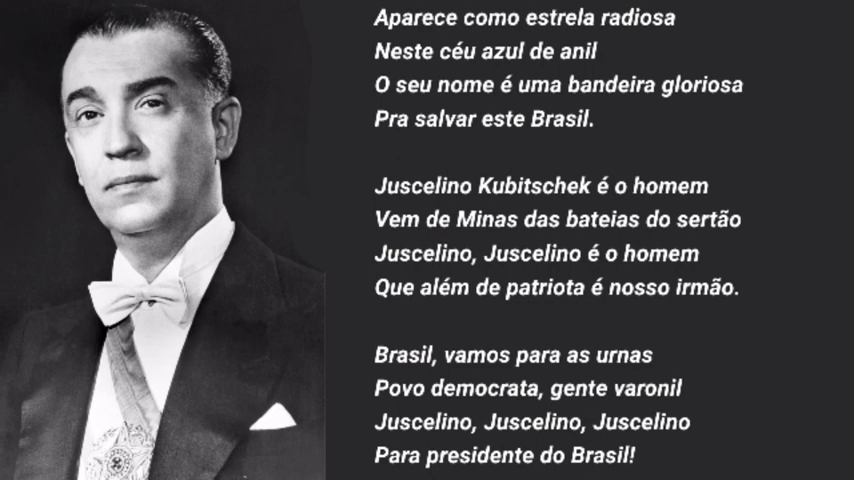 Aparece como estrela radiosa
Neste céu azul de anil
O seu nome é uma bandeira gloriosa
Pra salvar este Brasil.
Juscelino Kubitschek é o homem
Vem de Minas das bateias do sertão
Juscelino, Juscelino é o homem
Que além de patriota é nosso irmão.
Brasil, vamos para as urnas
Povo democrata, gente varonil
Juscelino, Juscelino, Juscelino
Para presidente do Brasil!